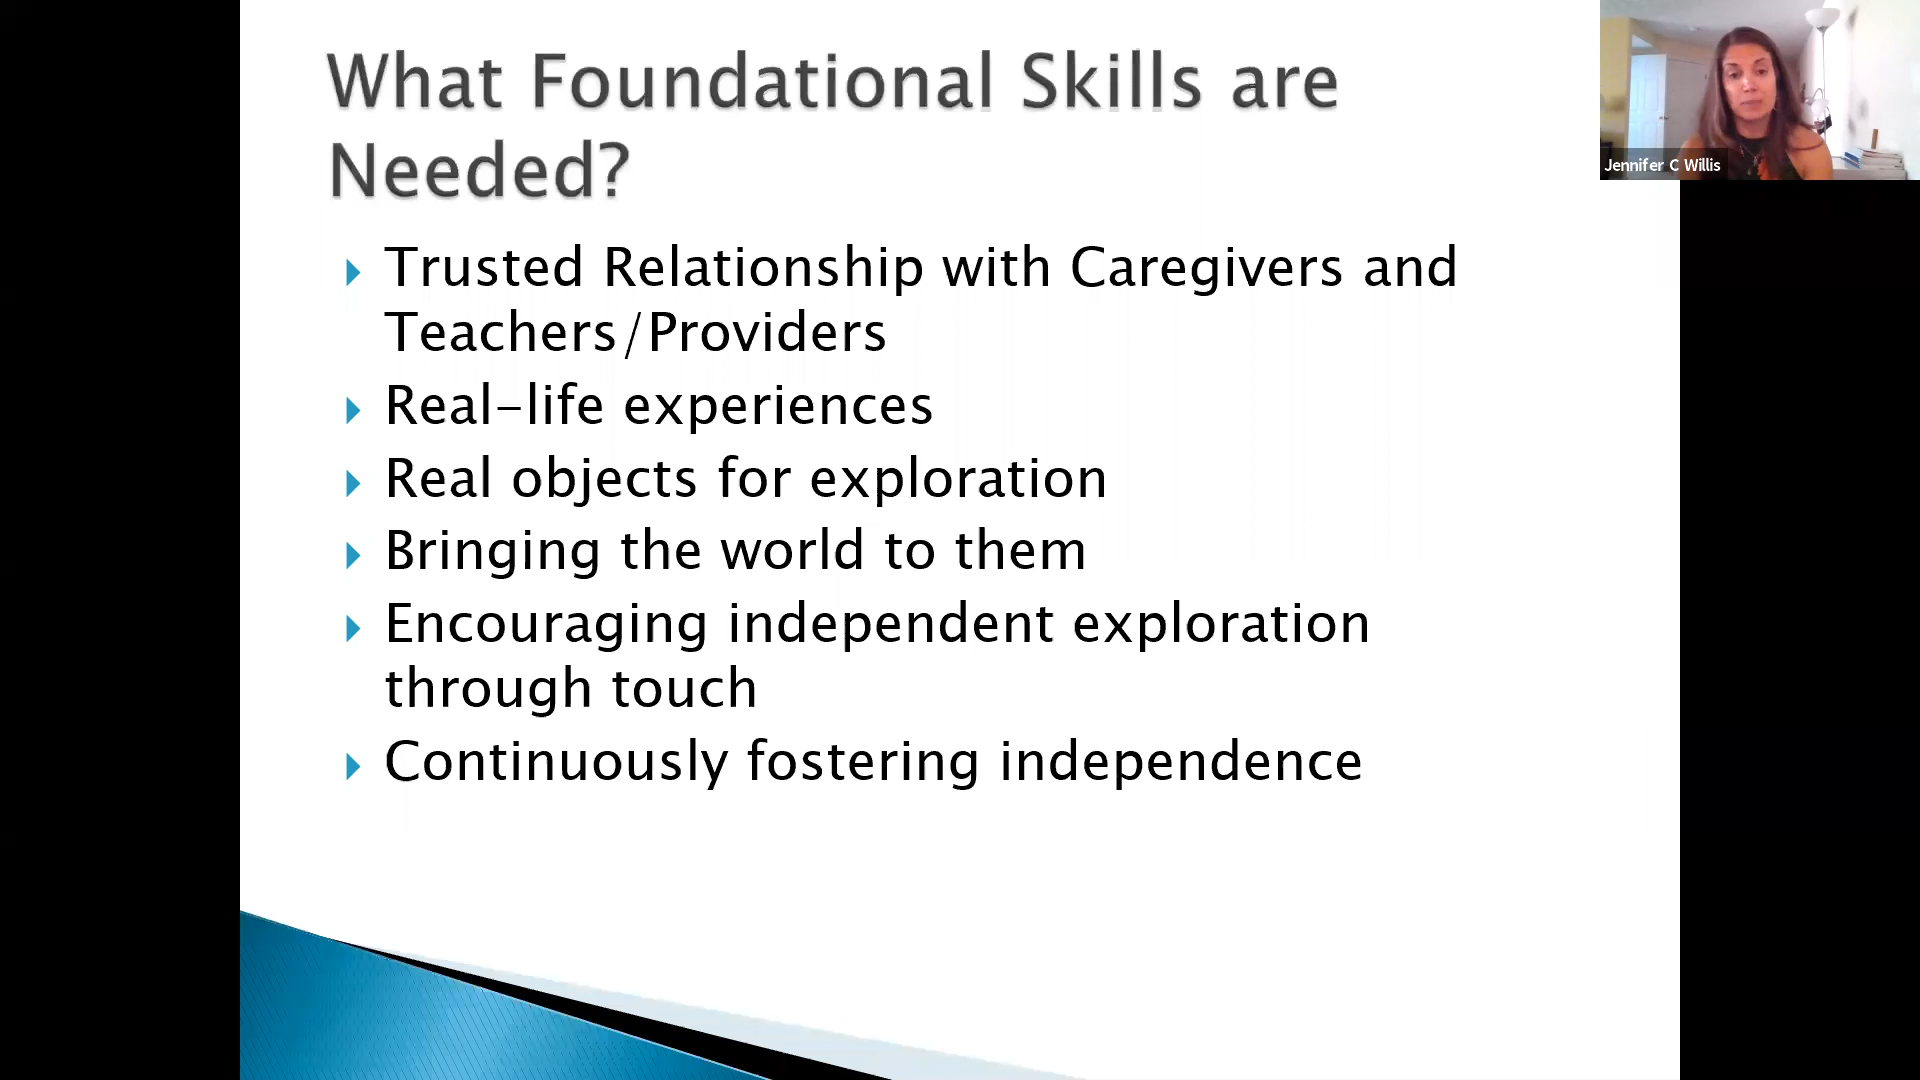 What Foundational Skills are
Needed?
Trusted Relationship with Caregivers and
Teachers/Providers
Real-life experiences
Real objects for exploration
Bringing the world to them
Encouraging independent exploration
through touch
Continuously fostering independence
Jennifer C Willis